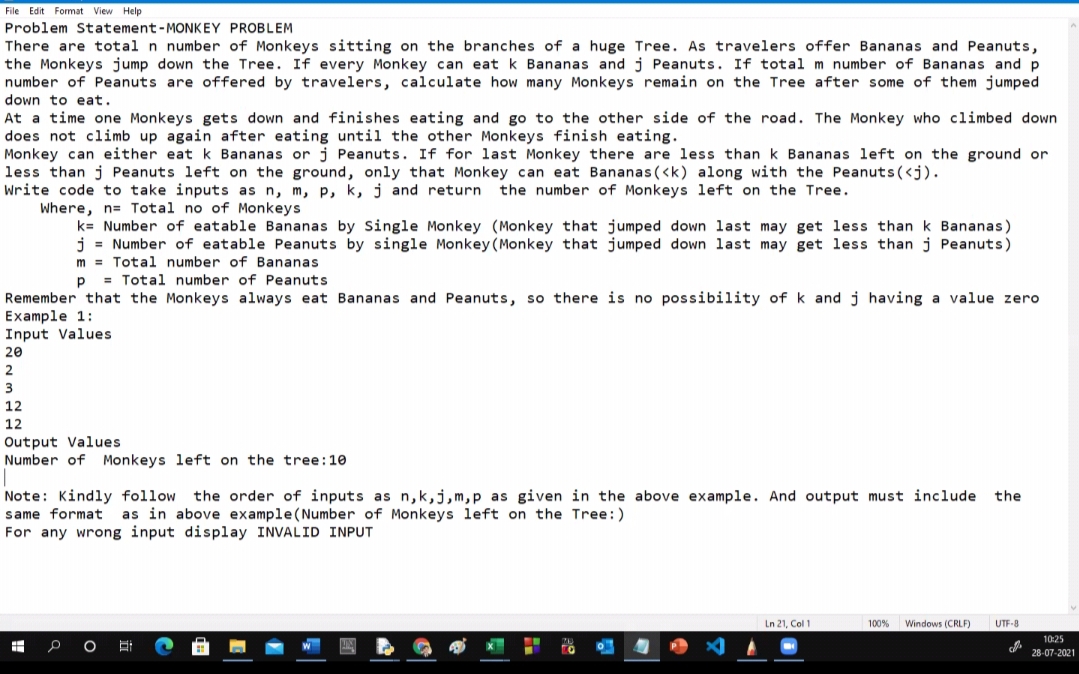 File Edit Format View Help
Problem Statement-MONKEY PROBLEM
There are total n number of Monkeys sitting on the branches of a huge Tree. As travelers offer Bananas and Peanuts,
the Monkeys jump down the Tree. If every Monkey can eat k Bananas and j Peanuts. If total m number of Bananas and p
number of Peanuts are offered by travelers, calculate how many Monkeys remain on the Tree after some of them jumped
down to eat.
At a time one Monkeys gets down and finishes eating and go to the other side of the road. The Monkey who climbed down
does not climb up again after eating until the other Monkeys finish eating.
Monkey can either eat k Bananas or j Peanuts. If for last Monkey there are less than k Bananas left on the ground or
less than j Peanuts left on the ground, only that Monkey can eat Bananas(<k) along with the Peanuts(<j).
Write code to take inputs as n, m, p, k, j and return  the number of Monkeys left on the Tree.
    Where, n= Total no of Monkeys
        k= Number of eatable Bananas by Single Monkey (Monkey that jumped down last may get less than k Bananas)
        j = Number of eatable Peanuts by single Monkey(Monkey that jumped down last may get less than j Peanuts)
        m = Total number of Bananas
        p  = Total number of Peanuts
Remember that the Monkeys always eat Bananas and Peanuts, so there is no possibility of k and j having a value zero
Example 1:
Input Values
20
2
3
12
12
Output Values
Number of  Monkeys left on the tree:10
Note: Kindly follow  the order of inputs as n,k,j,m,p as given in the above example. And output must include  the
same format  as in above example(Number of Monkeys left on the Tree:)
For any wrong input display INVALID INPUT
Ln 21, Col 1 100% Windows (CRLF) UTF-8
10:25
28-07-2021